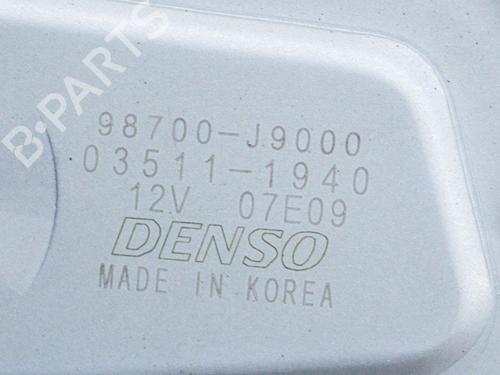 B-PARTS
98700-J9000
03511-1940
12V 07E09
DENSO
MADE IN KOREA